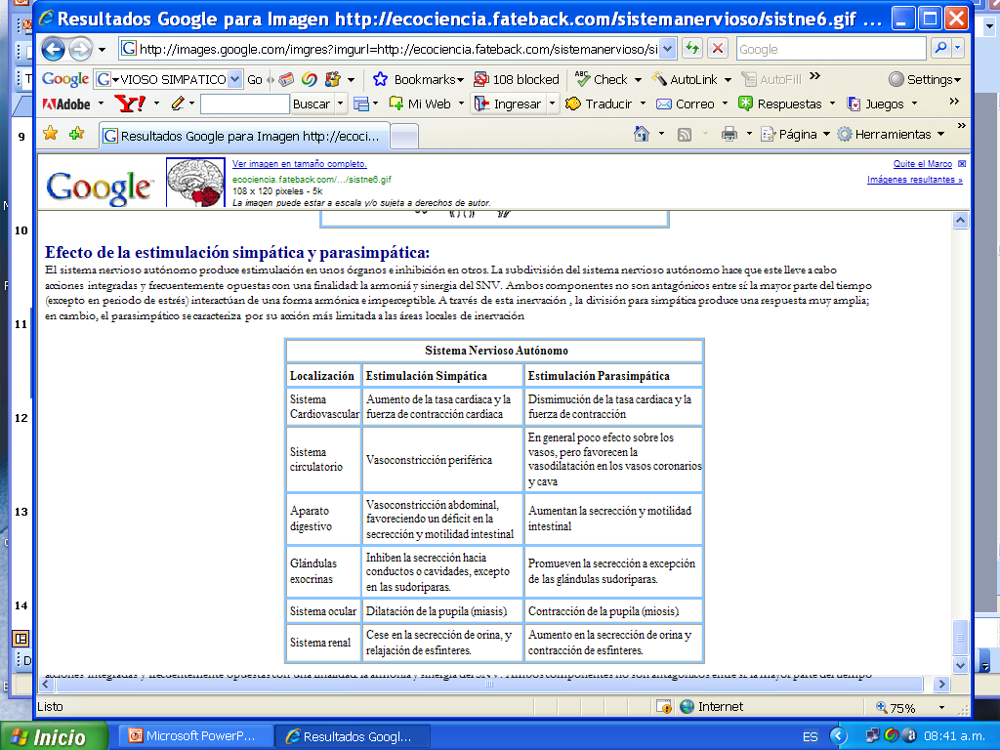 Resultados Google para Imagen http://ecociencia.fateback.com/sistemanervioso/sistne6.gif ...
http://images.google.com/imgres?imgurl=http://ecociencia.fateback.com/sistemanervioso/si
Google
Google
VIOSO SIMPATICO
Go
Bookmarks
108 blocked
Check
AutoLink
AutoFill
Settings
Adobe
Y!
Buscar
Mi Web
Ingresar
Traducir
Correo
Respuestas
Juegos
Resultados Google para Imagen http://ecoci...
Página
Herramientas
Google
Ver imagen en tamaño completo.
ecociencia.fateback.com/.../sistne6.gif
108 x 120 pixeles - 5k
La imagen puede estar a escala y/o sujeta a derechos de autor.
Quite el Marco
Imágenes resultantes »
9
10
11
12
13
14
Efecto de la estimulación simpática y parasimpática:
El sistema nervioso autónomo produce estimulación en unos órganos e inhibición en otros. La subdivisión del sistema nervioso autónomo hace que este lleve a cabo
acciones integradas y frecuentemente opuestas con una finalidad: la armonía y sinergia del SNV. Ambos componentes no son antagónicos entre sí la mayor parte del tiempo
(excepto en periodo de estrés) interactúan de una forma armónica e imperceptible. A través de esta inervación , la división para simpática produce una respuesta muy amplia;
en cambio, el parasimpático se caracteriza por su acción más limitada a las áreas locales de inervación
Sistema Nervioso Autónomo
Localización
Estimulación Simpática
Estimulación Parasimpática
Sistema
Cardiovascular
Aumento de la tasa cardiaca y la
fuerza de contracción cardiaca
Dismimución de la tasa cardiaca y la
fuerza de contracción
Sistema
circulatorio
Vasoconstricción periférica
En general poco efecto sobre los
vasos, pero favorecen la
vasodilatación en los vasos coronarios
y cava
Aparato
digestivo
Vasoconstricción abdominal,
favoreciendo un déficit en la
secreción y motilidad intestinal
Aumentan la secreción y motilidad
intestinal
Glándulas
exocrinas
Inhiben la secreción hacia
conductos o cavidades, excepto
en las sudoriparas.
Promueven la secreción a excepción
de las glándulas sudoriparas.
Sistema ocular
Dilatación de la pupila (miasis).
Contracción de la pupila (miosis).
Sistema renal
Cese en la secreción de orina, y
relajación de esfínteres.
Aumento en la secreción de orina y
contracción de esfínteres.
acciones integradas y frecuentemente opuestas con una finalidad: la armonía y sinergia del SNV. Ambos componentes no son antagónicos entre sí la mayor parte del tiempo
Listo
Internet
75%
Inicio
Microsoft PowerP...
Resultados Googl...
ES
08:41 a.m.